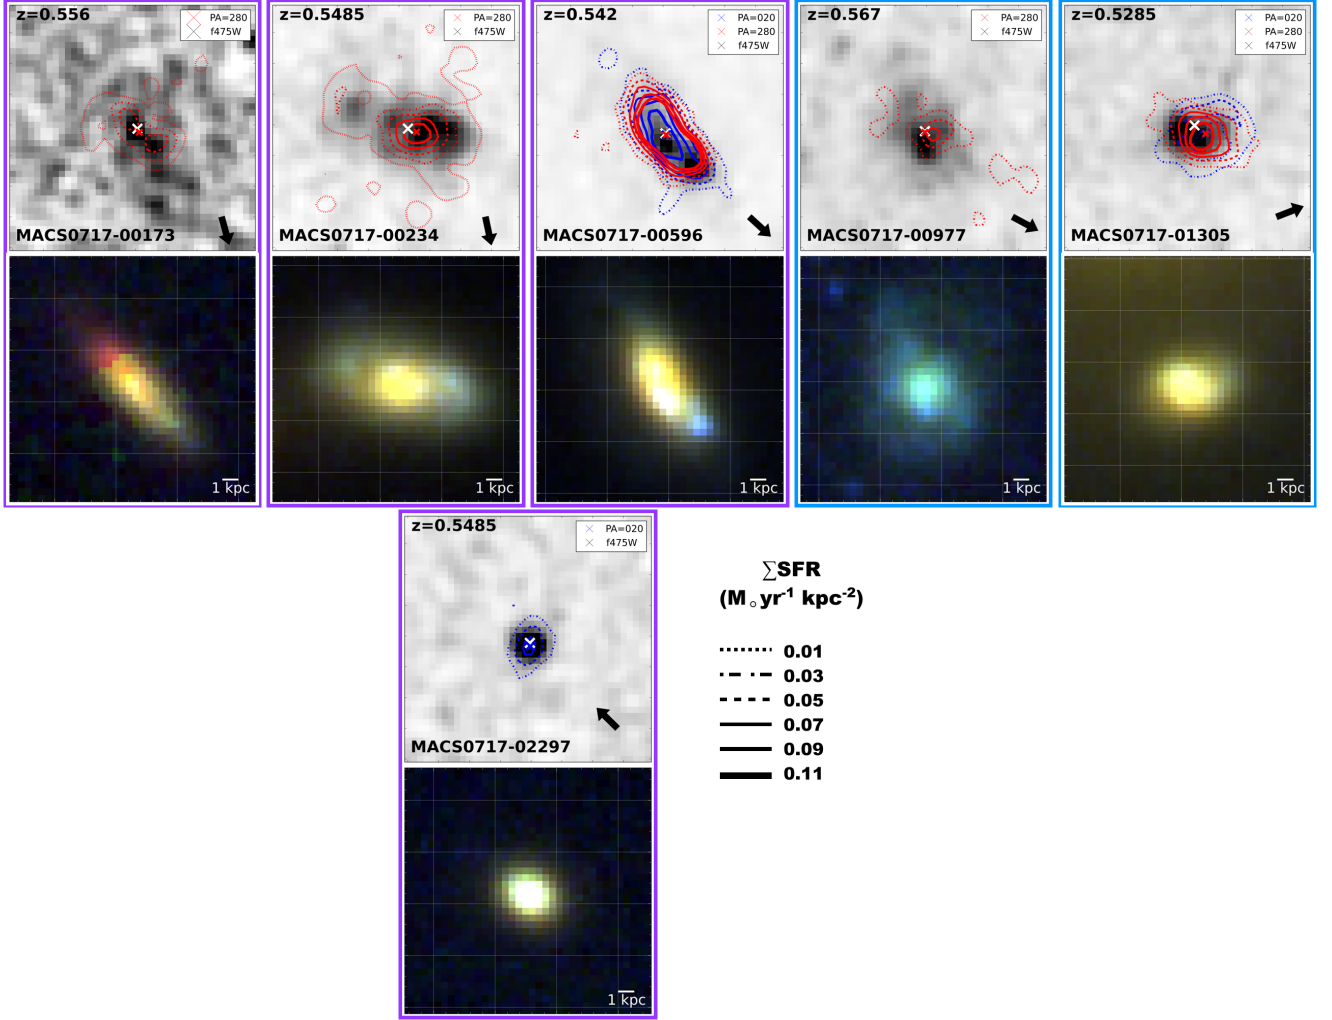 z=0.556
PA=280
f475W
MACS0717-00173
1 kpc
z=0.5485
PA=280
f475W
MACS0717-00234
1 kpc
z=0.542
PA=020
PA=280
f475W
MACS0717-00596
1 kpc
z=0.567
PA=280
f475W
MACS0717-00977
1 kpc
z=0.5285
PA=020
PA=280
f475W
MACS0717-01305
1 kpc
z=0.5485
PA=020
f475W
MACS0717-02297
1 kpc
∑SFR
(M○yr⁻¹ kpc⁻²)
0.01
0.03
0.05
0.07
0.09
0.11